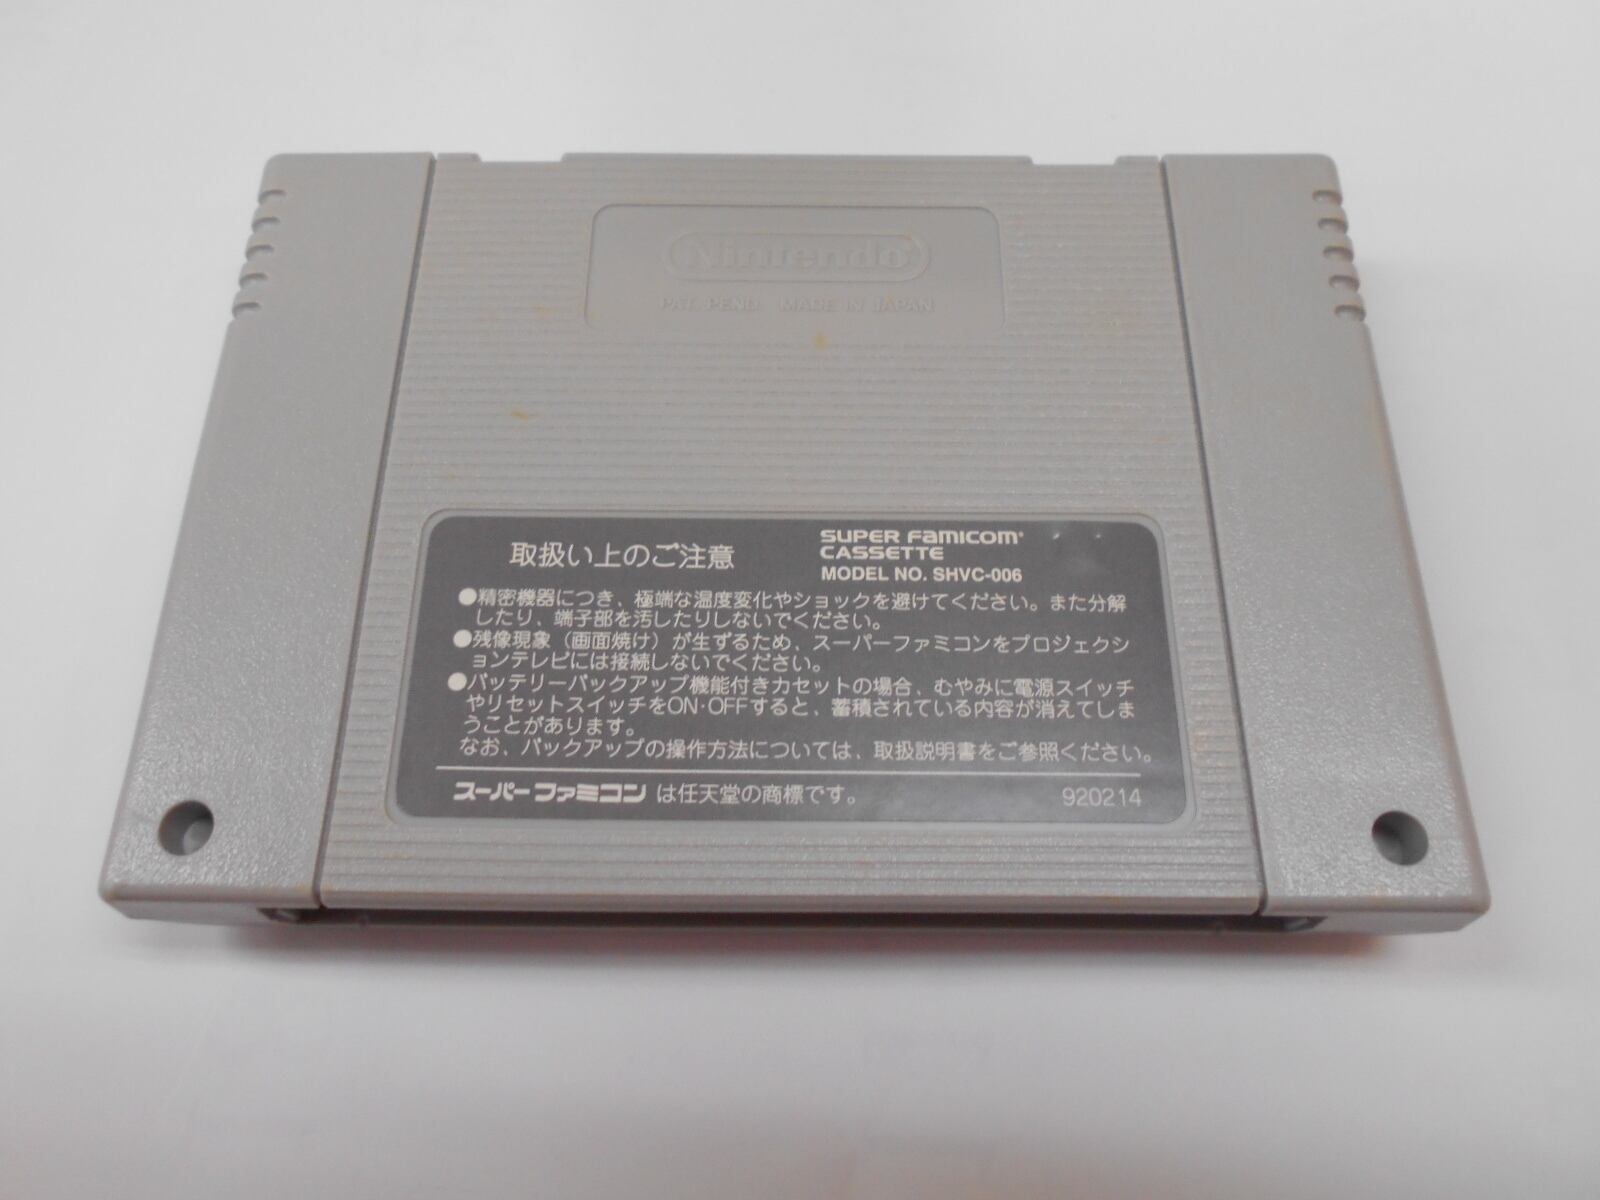 Nintendo
PAT. PEND. MADE IN JAPAN
取扱い上のご注意
SUPER FAMICOM®
CASSETTE
MODEL NO. SHVC-006
●精密機器につき、極端な温度変化やショックを避けてください。また分解
したり、端子部を汚したりしないでください。
●残像現象（画面焼け）が生ずるため、スーパーファミコンをプロジェクシ
ョンテレビには接続しないでください。
●バッテリーバックアップ機能付きカセットの場合、むやみに電源スイッチ
やリセットスイッチをON・OFFすると、蓄積されている内容が消えてしま
うことがあります。
なお、バックアップの操作方法については、取扱説明書をご参照ください。
スーパーファミコン は任天堂の商標です。
920214